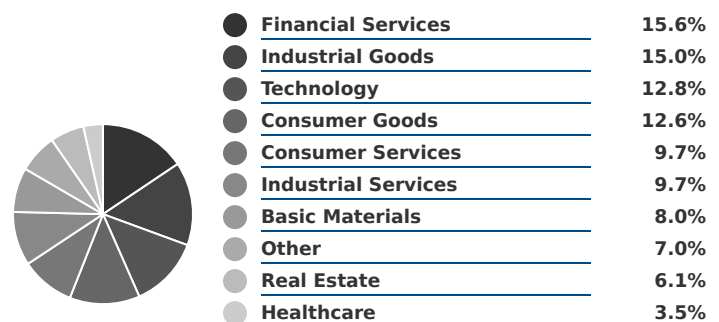 Financial Services 15.6%
Industrial Goods 15.0%
Technology 12.8%
Consumer Goods 12.6%
Consumer Services 9.7%
Industrial Services 9.7%
Basic Materials 8.0%
Other 7.0%
Real Estate 6.1%
Healthcare 3.5%